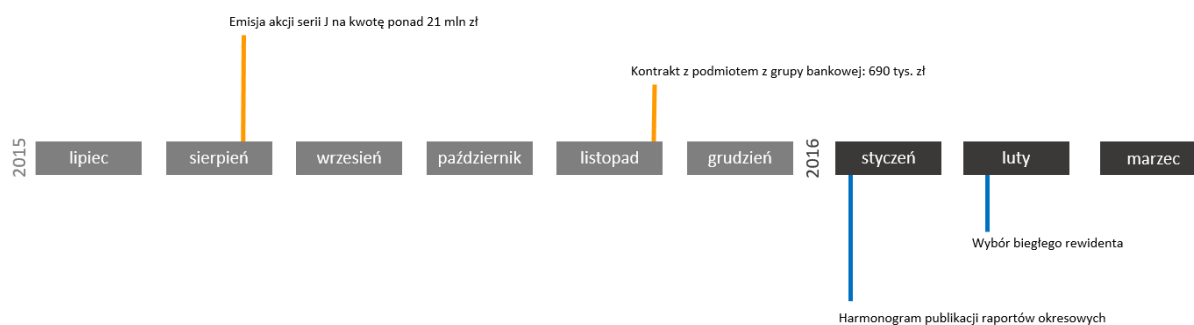 Emisja akcji serii J na kwotę ponad 21 mln zł
Kontrakt z podmiotem z grupy bankowej: 690 tys. zł
2015
lipiec
sierpień
wrzesień
październik
listopad
grudzień
2016
styczeń
luty
marzec
Wybór biegłego rewidenta
Harmonogram publikacji raportów okresowych